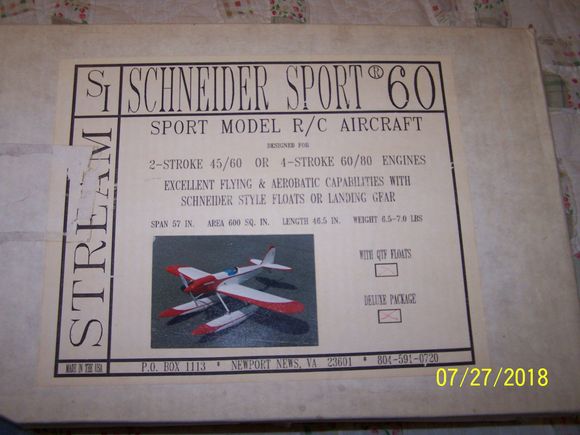 SI
SCHNEIDER SPORT ® 60
STREAM
SPORT MODEL R/C AIRCRAFT
DESIGNED FOR
2-STROKE 45/60 OR 4-STROKE 60/80 ENGINES
EXCELLENT FLYING & AEROBATIC CAPABILITIES WITH
SCHNEIDER STYLE FLOATS OR LANDING GEAR
SPAN 57 IN. AREA 600 SQ. IN. LENGTH 46.5 IN. WEIGHT 6.5-7.0 LBS
WITH QTF FLOATS
DELUXE PACKAGE
MADE IN THE USA
P.O. BOX 1113 * NEWPORT NEWS, VA 23601 * 804-591-0720
07/27/2018